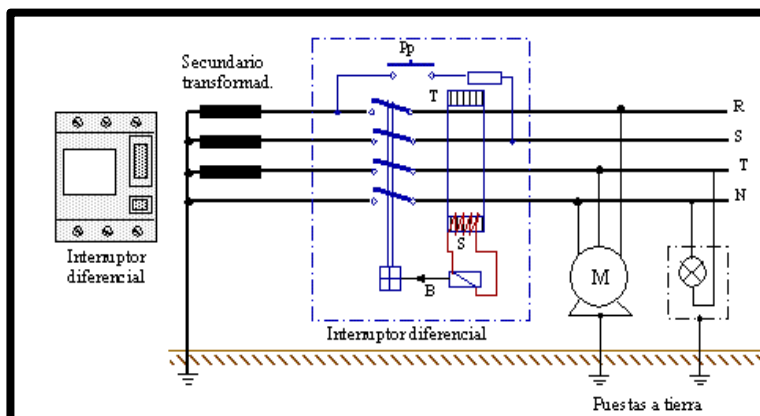 Secundario
transformad.
Pp
T
R
S
T
N
S
B
M
Interruptor
diferencial
Interruptor diferencial
Puestas a tierra